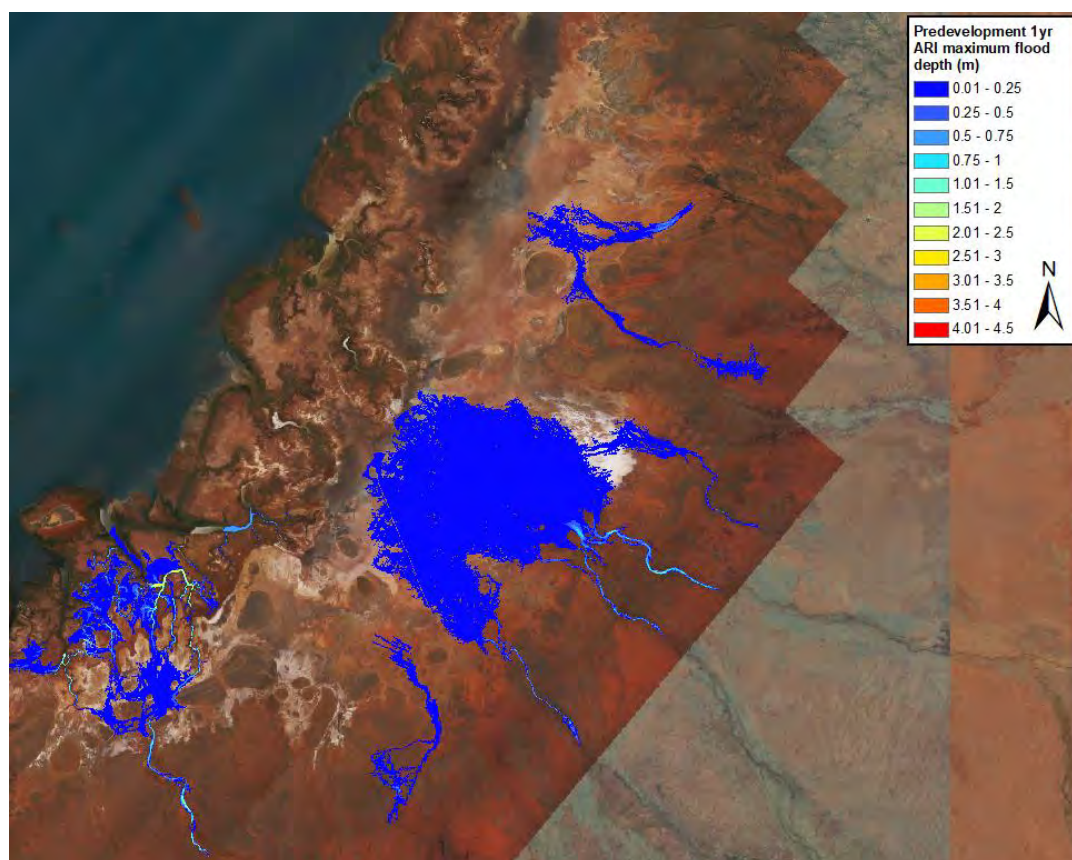 Predevelopment 1yr
ARI maximum flood
depth (m)
0.01 - 0.25
0.25 - 0.5
0.5 - 0.75
0.75 - 1
1.01 - 1.5
1.51 - 2
2.01 - 2.5
2.51 - 3
3.01 - 3.5
3.51 - 4
4.01 - 4.5
N